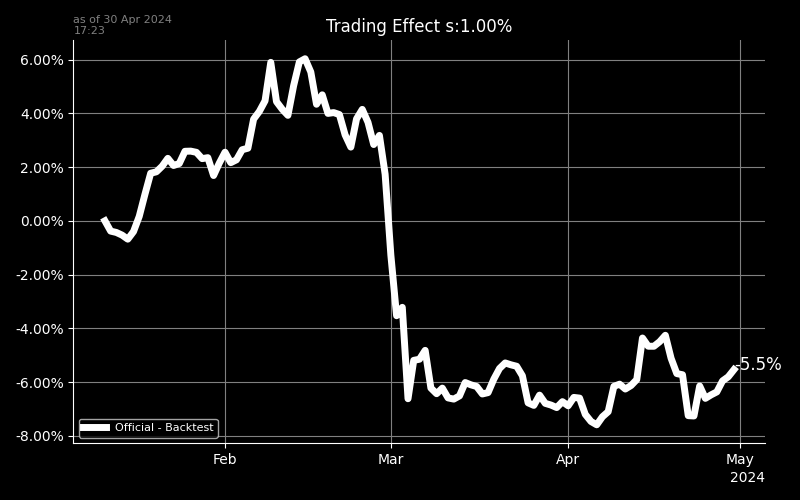 as of 30 Apr 2024
17:23
Trading Effect s:1.00%
6.00%
4.00%
2.00%
0.00%
-2.00%
-4.00%
-6.00%
-8.00%
-5.5%
Official - Backtest
Feb
Mar
Apr
May
2024